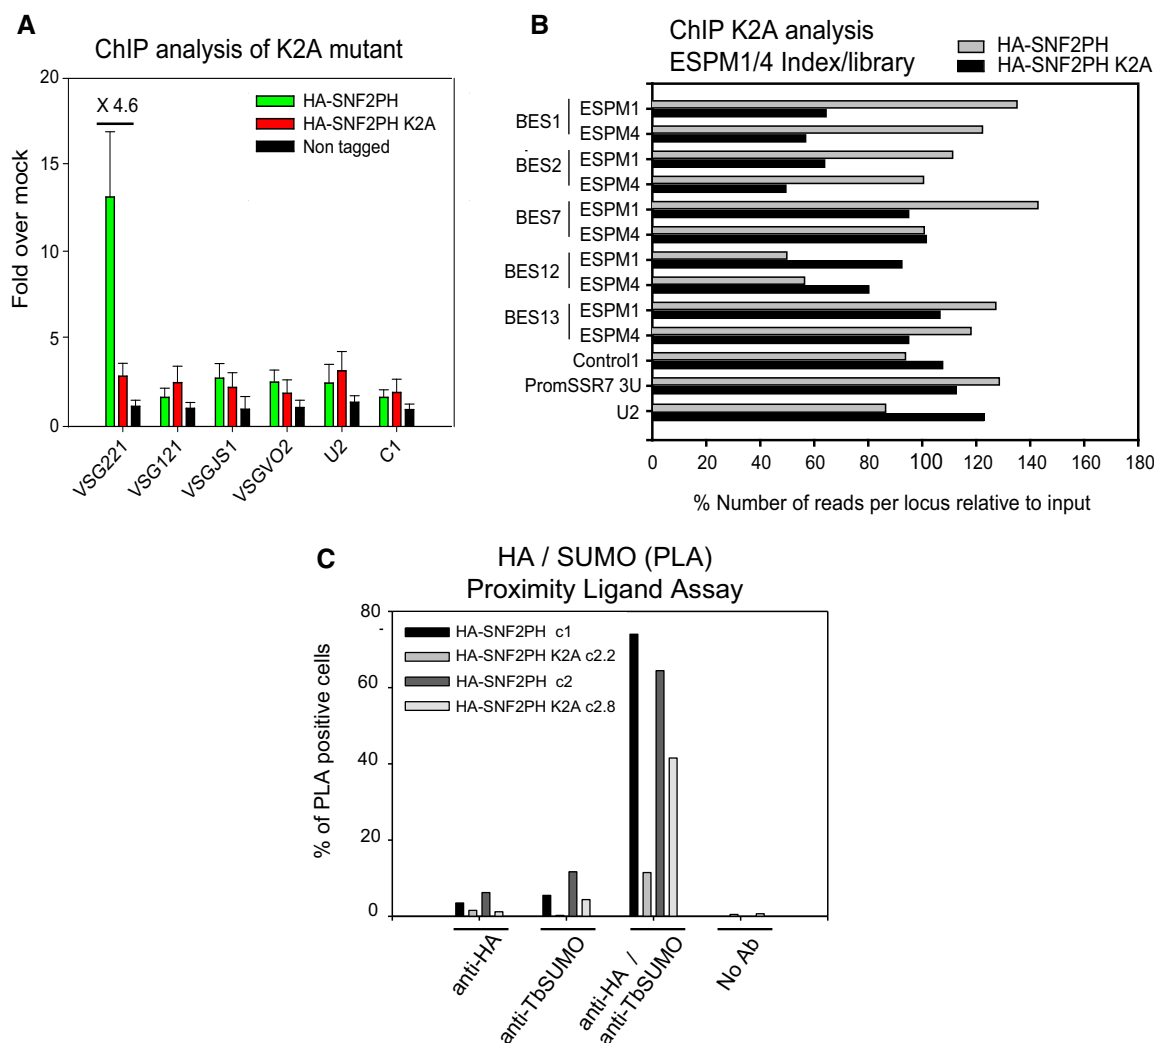 A
ChIP analysis of K2A mutant
20
15
10
5
0
Fold over mock
X 4.6
HA-SNF2PH
HA-SNF2PH K2A
Non tagged
VSG221
VSG121
VSGJS1
VSGVO2
U2
C1
B
ChIP K2A analysis
ESPM1/4 Index/library
HA-SNF2PH
HA-SNF2PH K2A
BES1
ESPM1
ESPM4
BES2
ESPM1
ESPM4
BES7
ESPM1
ESPM4
BES12
ESPM1
ESPM4
BES13
ESPM1
ESPM4
Control1
PromSSR7 3U
U2
0 20 40 60 80 100 120 140 160 180
% Number of reads per locus relative to input
C
HA / SUMO (PLA)
Proximity Ligand Assay
80
60
40
20
0
% of PLA positive cells
HA-SNF2PH c1
HA-SNF2PH K2A c2.2
HA-SNF2PH c2
HA-SNF2PH K2A c2.8
anti-HA
anti-TbSUMO
anti-HA /
anti-TbSUMO
No Ab